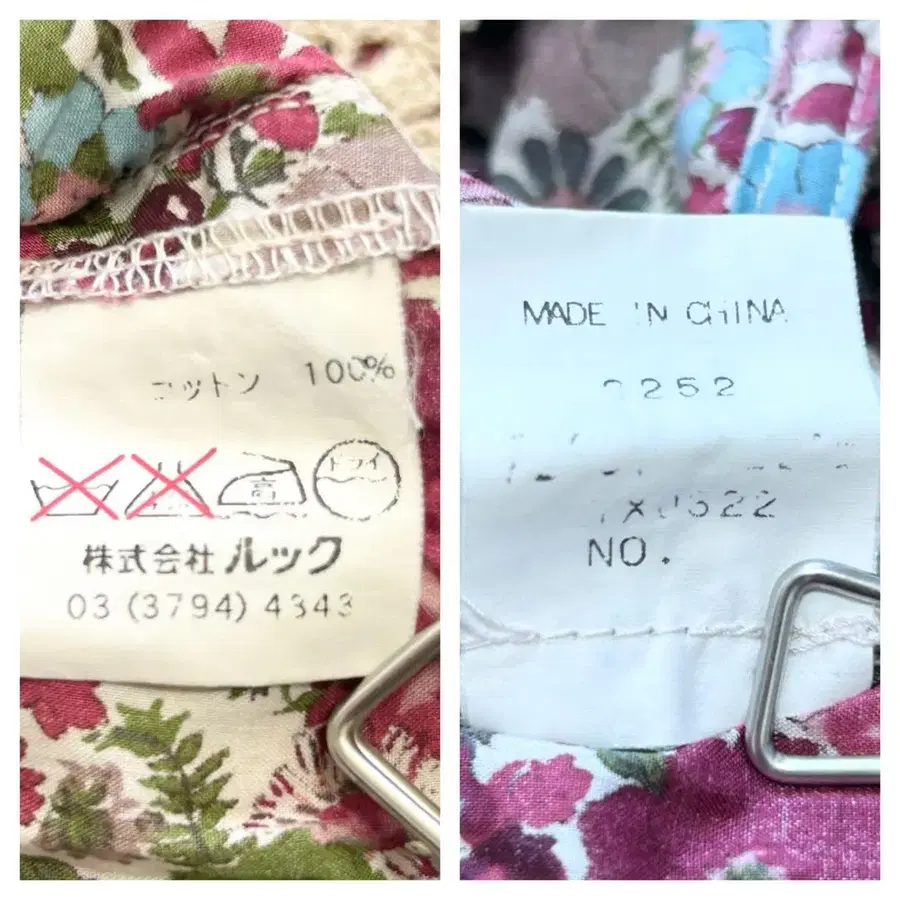 コットン 100%
高 ドライ
株式会社 ルック
03 (3794) 4343
MADE IN CHINA
NO.